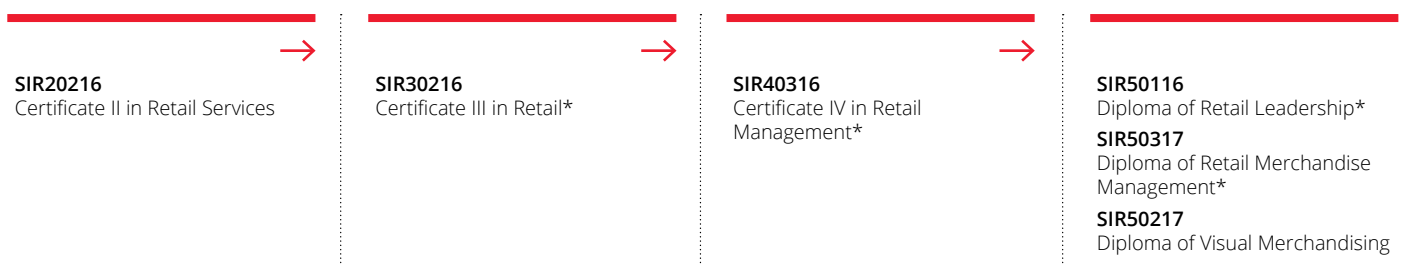 SIR20216
Certificate II in Retail Services
SIR30216
Certificate III in Retail*
SIR40316
Certificate IV in Retail
Management*
SIR50116
Diploma of Retail Leadership*
SIR50317
Diploma of Retail Merchandise
Management*
SIR50217
Diploma of Visual Merchandising